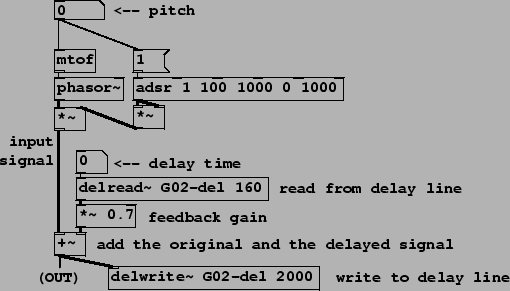 0 <-- pitch
mtof 1
phasor~ adsr 1 100 1000 0 1000
*~ *~
input
signal
0 <-- delay time
delread~ G02-del 160 read from delay line
*~ 0.7 feedback gain
+~ add the original and the delayed signal
(OUT) delwrite~ G02-del 2000 write to delay line